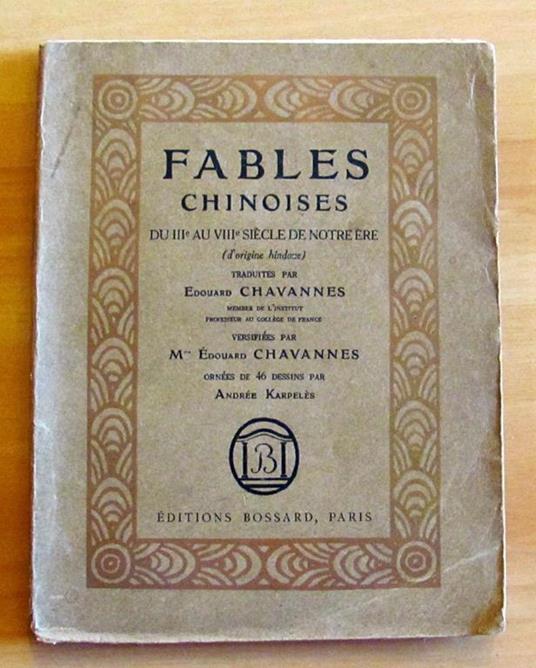 FABLES
CHINOISES
DU IIIe AU VIIIe SIÈCLE DE NOTRE ÈRE
(d'origine hindoue)
TRADUITES PAR
EDOUARD CHAVANNES
MEMBRE DE L'INSTITUT
PROFESSEUR AU COLLÈGE DE FRANCE
VERSIFIÉES PAR
Mme ÉDOUARD CHAVANNES
ORNÉES DE 46 DESSINS PAR
ANDRÉE KARPELÈS
B
ÉDITIONS BOSSARD, PARIS